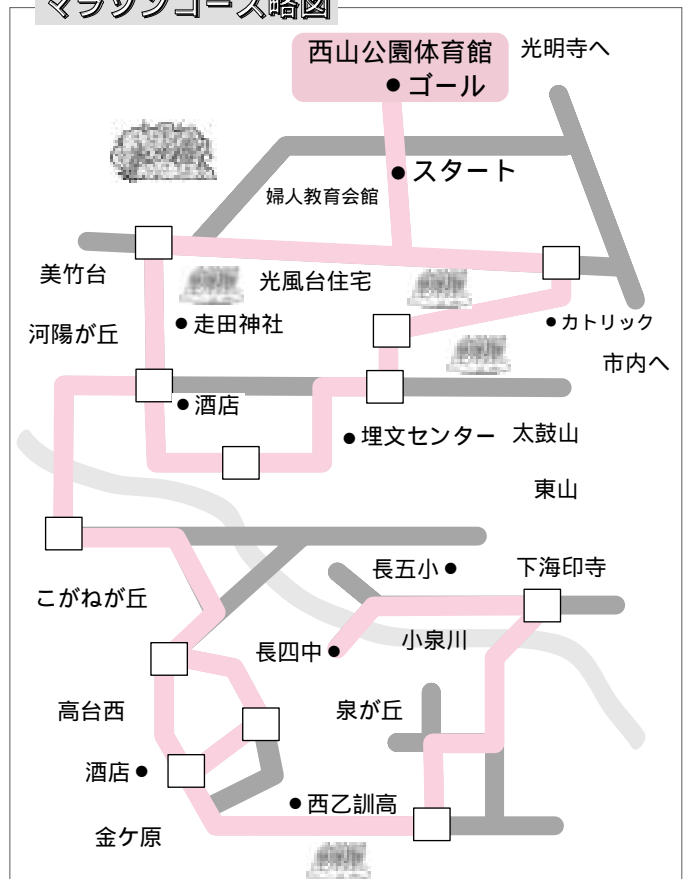 マラソンコース略図
西山公園体育館
●ゴール
光明寺へ
●スタート
婦人教育会館
美竹台
光風台住宅
●走田神社
●カトリック
河陽が丘
市内へ
●酒店
●埋文センター
太鼓山
東山
長五小●
下海印寺
こがねが丘
小泉川
長四中●
高台西
泉が丘
酒店●
●西乙訓高
金ケ原